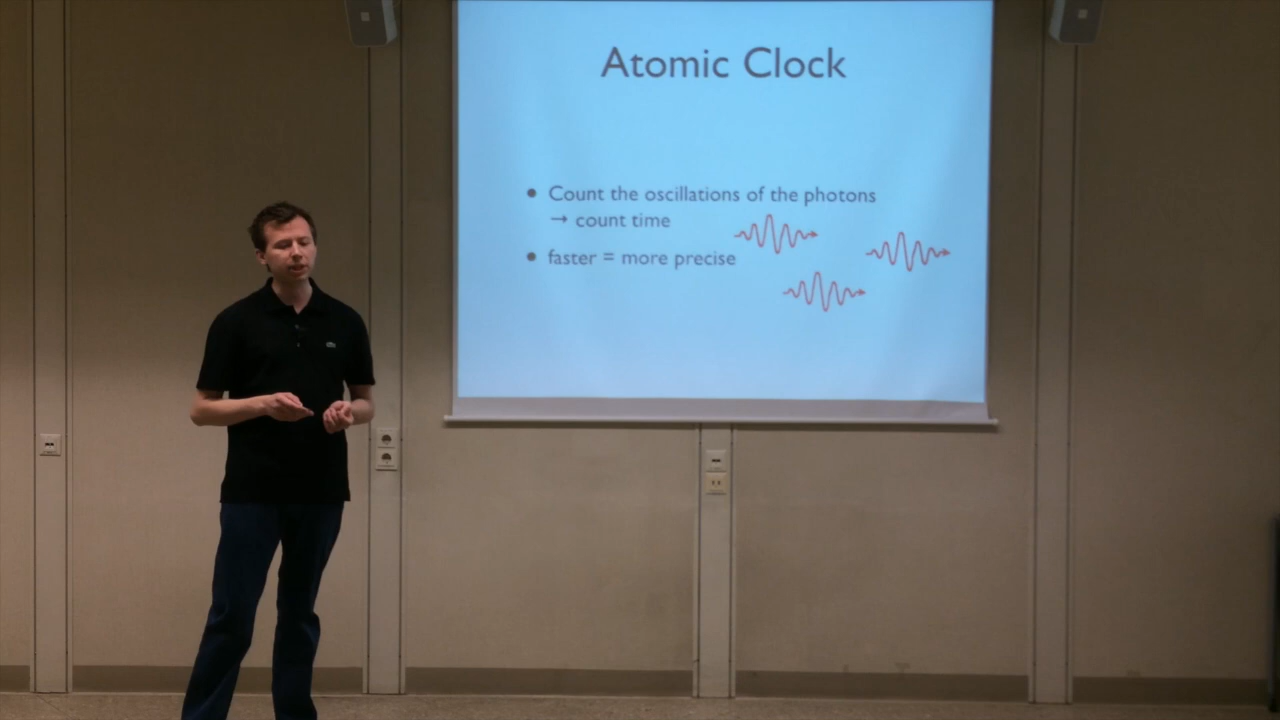 Atomic Clock
• Count the oscillations of the photons
→ count time
• faster = more precise